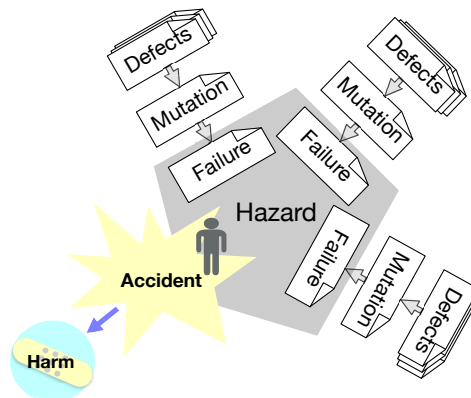 Defects
Mutation
Failure
Defects
Mutation
Failure
Hazard
Failure
Mutation
Defects
Accident
Harm